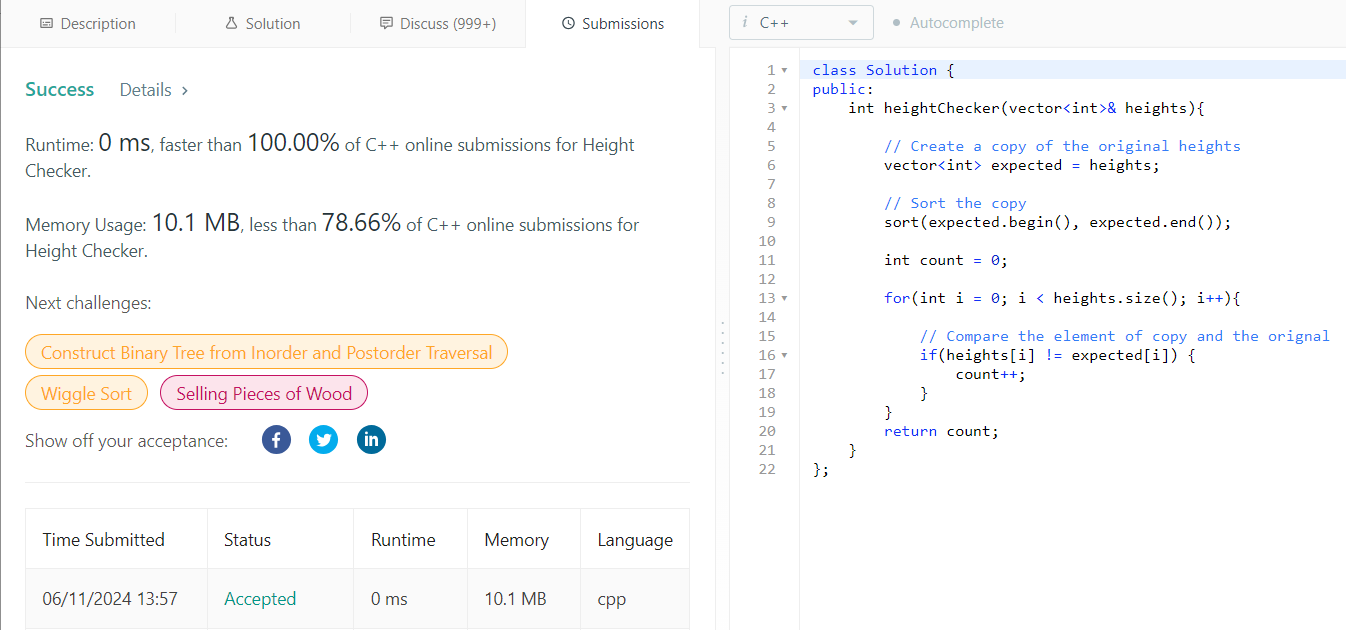 Description
Solution
Discuss (999+)
Submissions
i C++
Autocomplete
Success Details >
Runtime: 0 ms, faster than 100.00% of C++ online submissions for Height
Checker.
Memory Usage: 10.1 MB, less than 78.66% of C++ online submissions for
Height Checker.
Next challenges:
Construct Binary Tree from Inorder and Postorder Traversal
Wiggle Sort Selling Pieces of Wood
Show off your acceptance: f in
Time Submitted Status Runtime Memory Language
06/11/2024 13:57 Accepted 0 ms 10.1 MB cpp
1 class Solution {
2 public:
3 int heightChecker(vector<int>& heights){
4
5 // Create a copy of the original heights
6 vector<int> expected = heights;
7
8 // Sort the copy
9 sort(expected.begin(), expected.end());
10
11 int count = 0;
12
13 for(int i = 0; i < heights.size(); i++){
14
15 // Compare the element of copy and the orignal
16 if(heights[i] != expected[i]) {
17 count++;
18 }
19 }
20 return count;
21 }
22 };